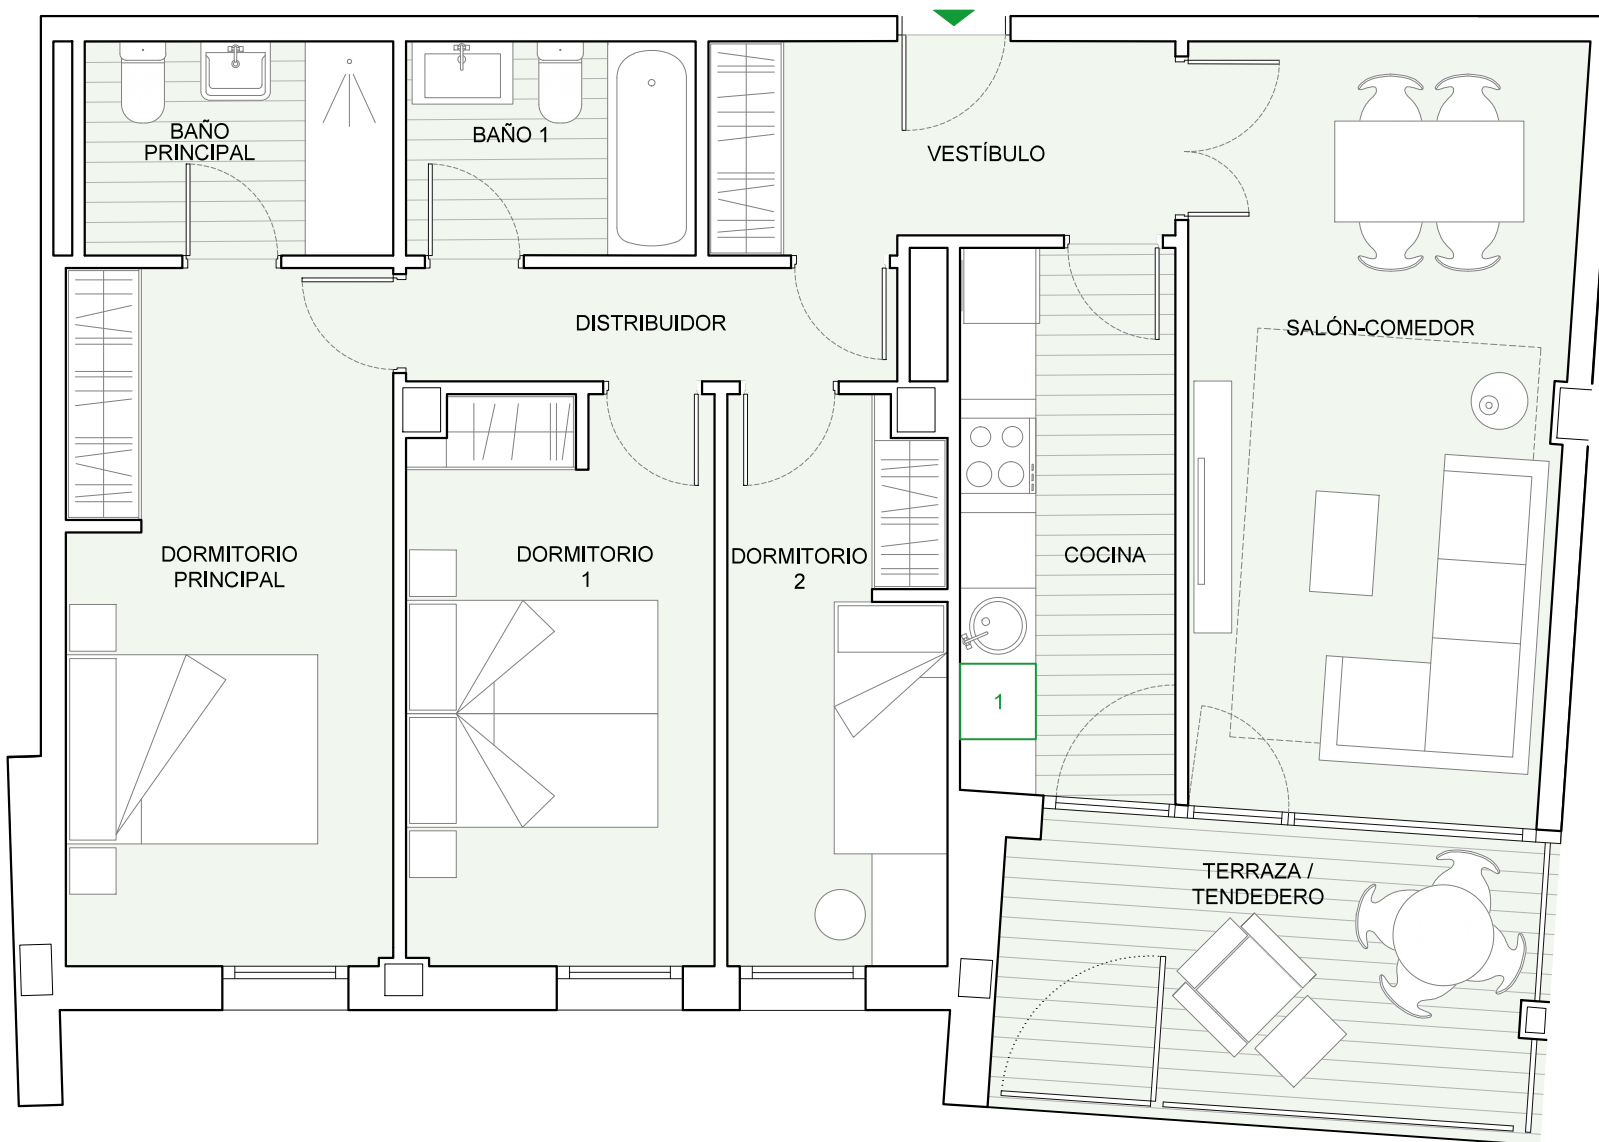 BAÑO
PRINCIPAL
BAÑO 1
VESTÍBULO
DISTRIBUIDOR
SALÓN-COMEDOR
DORMITORIO
PRINCIPAL
DORMITORIO
1
DORMITORIO
2
COCINA
1
TERRAZA /
TENDEDERO